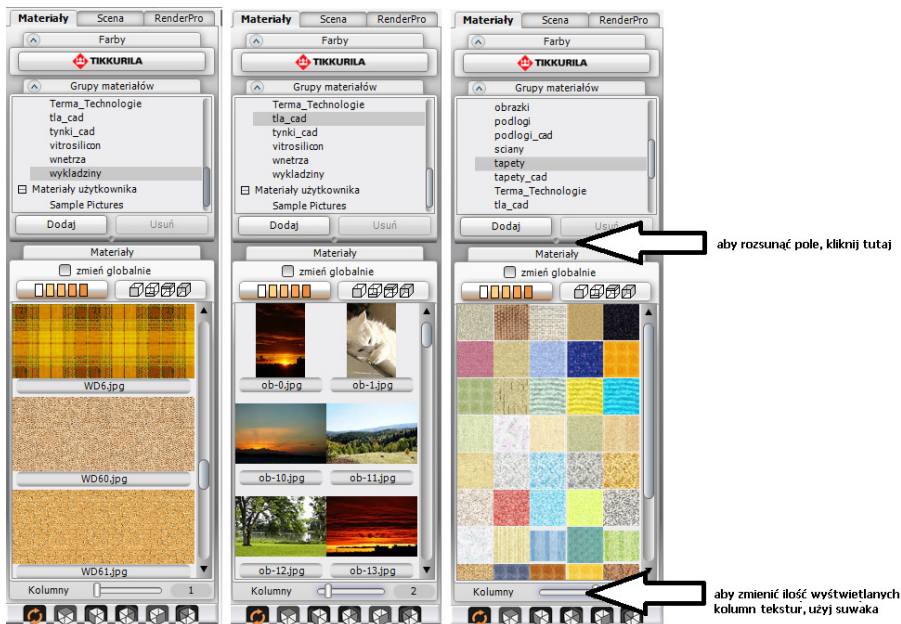 Materiały Scena RenderPro
Farby
TIKKURILA
Grupy materiałów
Terma_Technologie
tla_cad
tynki_cad
vitrosilicon
wnetrza
wykladziny
Materiały użytkownika
Sample Pictures
Dodaj Usuń
Materiały
zmień globalnie
WD6.jpg
WD60.jpg
WD61.jpg
Kolumny 1
Materiały Scena RenderPro
Farby
TIKKURILA
Grupy materiałów
Terma_Technologie
tla_cad
tynki_cad
vitrosilicon
wnetrza
wykladziny
Materiały użytkownika
Sample Pictures
Dodaj Usuń
Materiały
zmień globalnie
ob-0.jpg ob-1.jpg
ob-10.jpg ob-11.jpg
ob-12.jpg ob-13.jpg
Kolumny 2
Materiały Scena RenderPro
Farby
TIKKURILA
Grupy materiałów
obrazki
podlogi
podlogi_cad
sciany
tapety
tapety_cad
Terma_Technologie
tla_cad
Dodaj Usuń
Materiały
zmień globalnie
Kolumny
aby rozsunąć pole, kliknij tutaj
aby zmienić ilość wyśtwietlanych
kolumn tekstur, użyj suwaka